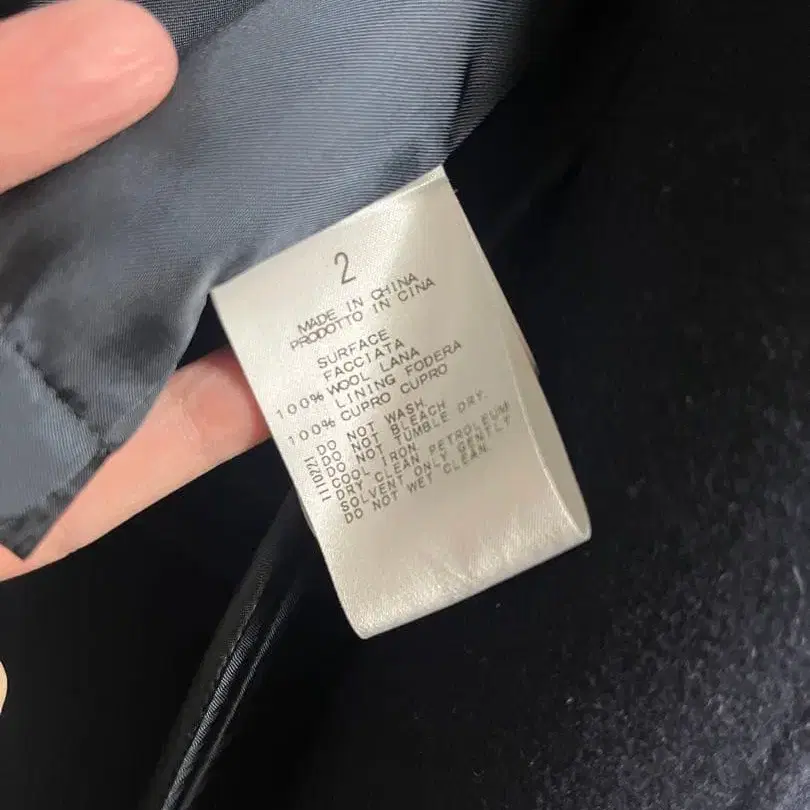 2
MADE IN CHINA
PRODOTTO IN CINA
SURFACE
FACCIATA
100% WOOL LANA
LINING FODERA
100% CUPRO CUPRO
DO NOT WASH.
DO NOT BLEACH
DO NOT TUMBLE DRY.
COOL IRON
DRY CLEAN PETROLEUM
SOLVENT ONLY GENTLY
DO NOT WET CLEAN.
110221